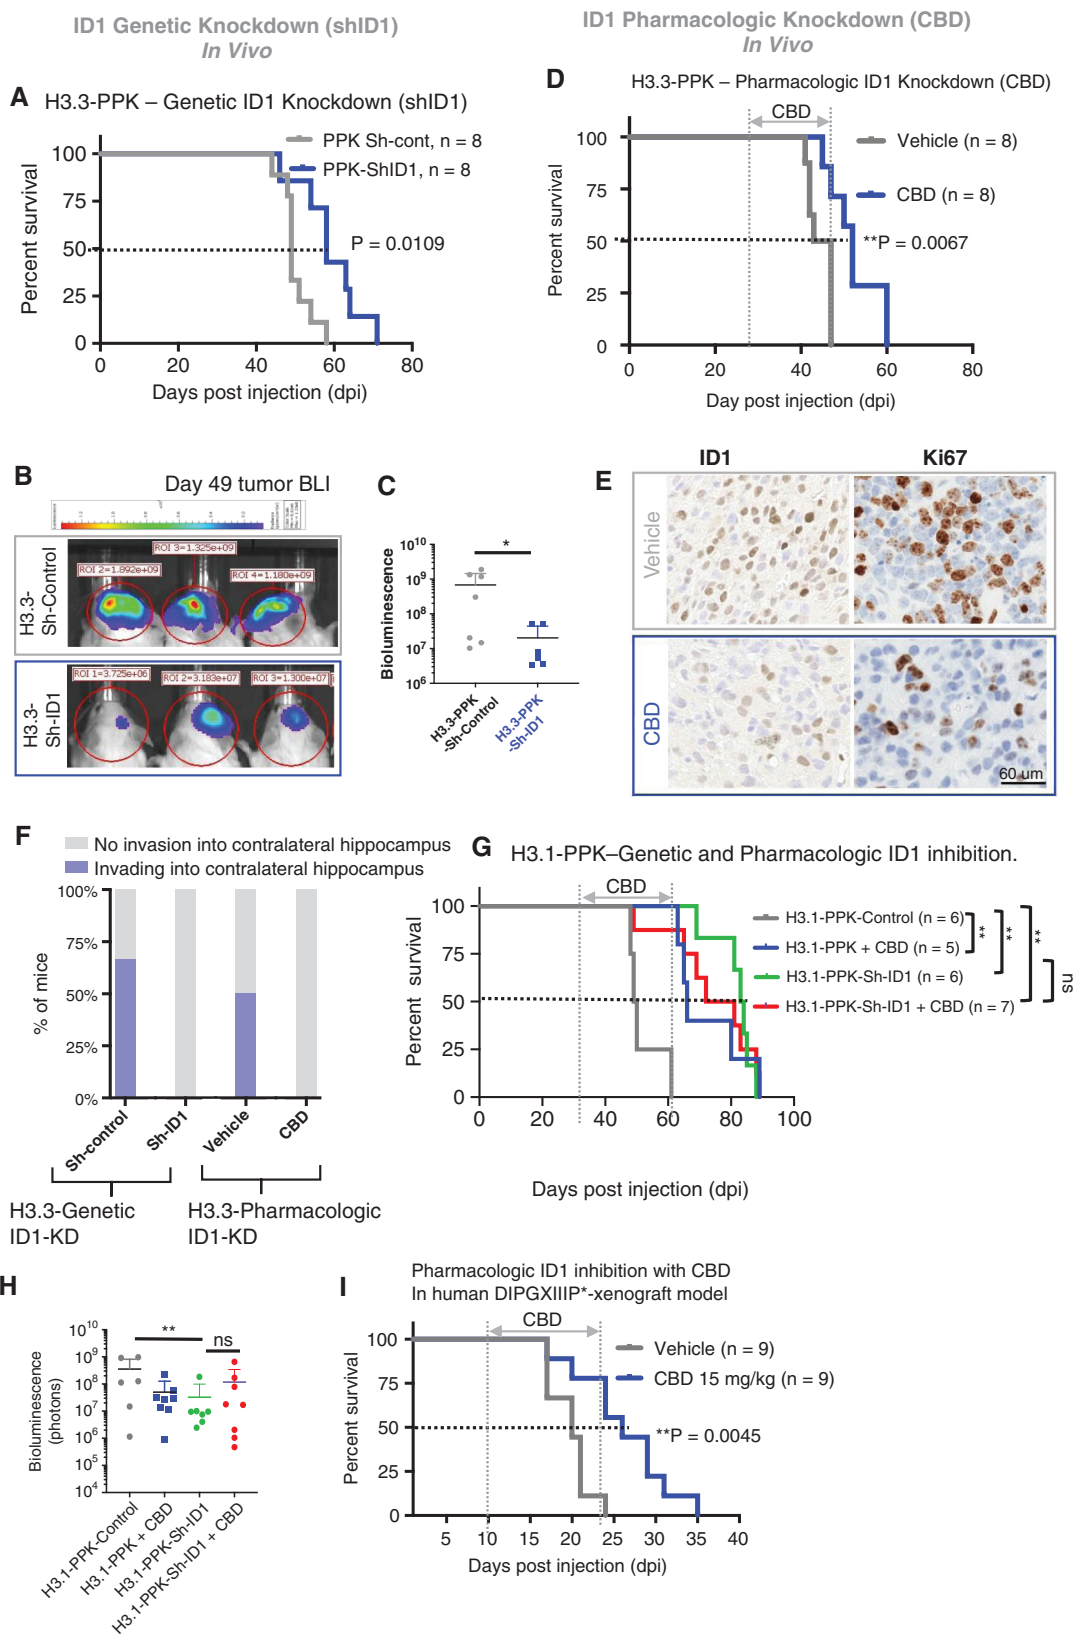 ID1 Genetic Knockdown (shID1)
In Vivo
ID1 Pharmacologic Knockdown (CBD)
In Vivo
A
H3.3-PPK – Genetic ID1 Knockdown (shID1)
PPK Sh-cont, n = 8
PPK-ShID1, n = 8
P = 0.0109
Percent survival
100
75
50
25
0
0 20 40 60 80
Days post injection (dpi)
D
H3.3-PPK – Pharmacologic ID1 Knockdown (CBD)
CBD
Vehicle (n = 8)
CBD (n = 8)
**P = 0.0067
Percent survival
100
75
50
25
0
0 20 40 60 80
Day post injection (dpi)
B
Day 49 tumor BLI
H3.3-
Sh-Control
ROI 2=1.892e+09
ROI 3=1.325e+09
ROI 4=1.180e+09
H3.3-
Sh-ID1
ROI 1=3.725e+06
ROI 2=3.183e+07
ROI 3=1.300e+07
C
*
Bioluminescence
10^10
10^9
10^8
10^7
10^6
H3.3-PPK
-Sh-Control
H3.3-PPK
-Sh-ID1
E
ID1
Ki67
Vehicle
CBD
60 um
F
No invasion into contralateral hippocampus
Invading into contralateral hippocampus
% of mice
100%
75%
50%
25%
0%
Sh-control
Sh-ID1
Vehicle
CBD
H3.3-Genetic
ID1-KD
H3.3-Pharmacologic
ID1-KD
G
H3.1-PPK–Genetic and Pharmacologic ID1 inhibition.
CBD
H3.1-PPK-Control (n = 6)
H3.1-PPK + CBD (n = 5)
H3.1-PPK-Sh-ID1 (n = 6)
H3.1-PPK-Sh-ID1 + CBD (n = 7)
**
**
**
ns
Percent survival
100
75
50
25
0
0 20 40 60 80 100
Days post injection (dpi)
H
**
ns
Bioluminescence
(photons)
10^10
10^9
10^8
10^7
10^6
10^5
10^4
H3.1-PPK-Control
H3.1-PPK + CBD
H3.1-PPK-Sh-ID1
H3.1-PPK-Sh-ID1 + CBD
I
Pharmacologic ID1 inhibition with CBD
In human DIPGXIIIP*-xenograft model
CBD
Vehicle (n = 9)
CBD 15 mg/kg (n = 9)
**P = 0.0045
Percent survival
100
75
50
25
0
5 10 15 20 25 30 35 40
Days post injection (dpi)